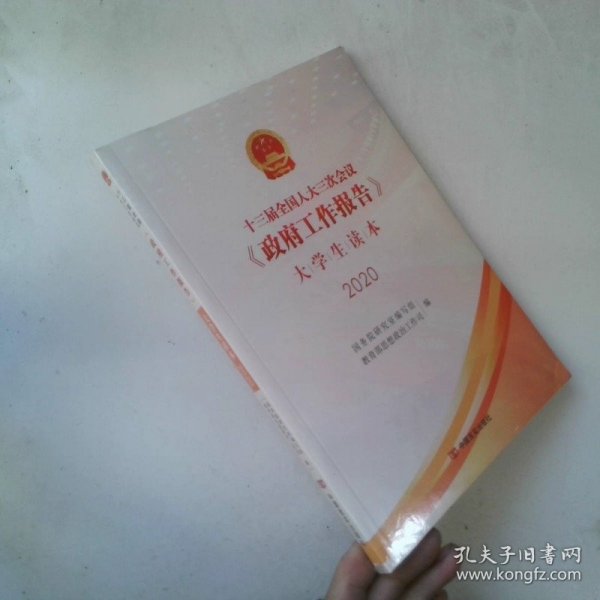 十三届全国人大三次会议
《政府工作报告》
大学生读本
2020
国务院研究室编写组
教育部思想政治工作司 编
孔夫子旧书网
www.kongfz.com